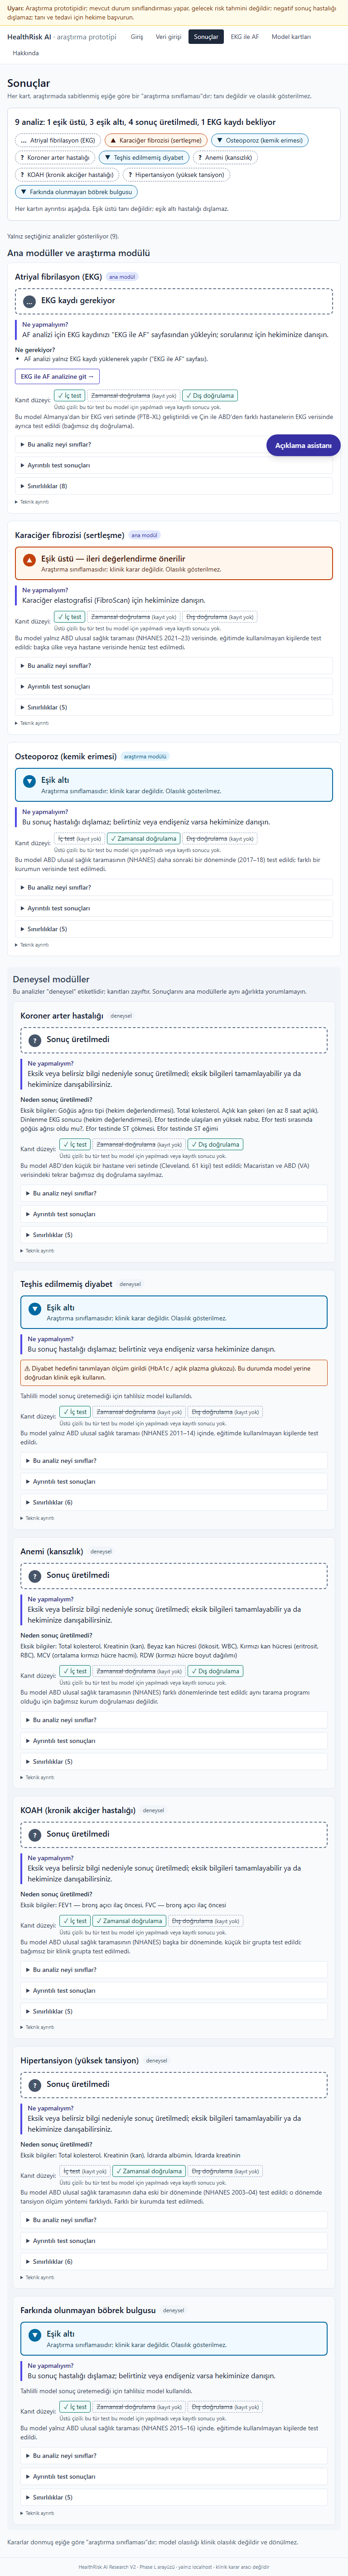 Uyarı: Araştırma prototipidir; mevcut durum sınıflandırması yapar, gelecek risk tahmini değildir; negatif sonuç hastalığı
dışlamaz; tanı ve tedavi için hekime başvurun.
HealthRisk AI · araştırma prototipi
Giriş
Veri girişi
Sonuçlar
EKG ile AF
Model kartları
Hakkında
Sonuçlar
Her kart, araştırmada sabitlenmiş eşiğe göre bir "araştırma sınıflaması"dır; tanı değildir ve olasılık gösterilmez.
9 analiz: 1 eşik üstü, 3 eşik altı, 4 sonuç üretilmedi, 1 EKG kaydı bekliyor
… Atriyal fibrilasyon (EKG)
▲ Karaciğer fibrozisi (sertleşme)
▼ Osteoporoz (kemik erimesi)
? Koroner arter hastalığı
▼ Teşhis edilmemiş diyabet
? Anemi (kansızlık)
? KOAH (kronik akciğer hastalığı)
? Hipertansiyon (yüksek tansiyon)
▼ Farkında olunmayan böbrek bulgusu
Her kartın ayrıntısı aşağıda. Eşik üstü tanı değildir; eşik altı hastalığı dışlamaz.
Yalnız seçtiğiniz analizler gösteriliyor (9).
Ana modüller ve araştırma modülü
Atriyal fibrilasyon (EKG) ana modül
… EKG kaydı gerekiyor
Ne yapmalıyım?
AF analizi için EKG kaydınızı "EKG ile AF" sayfasından yükleyin; sorularınız için hekiminize danışın.
Ne gerekiyor?
• AF analizi yalnız EKG kaydı yüklenerek yapılır ("EKG ile AF" sayfası).
EKG ile AF analizine git →
Kanıt düzeyi: ✓ İç test Zamansal doğrulama (kayıt yok) ✓ Dış doğrulama
Üstü çizili: bu tür test bu model için yapılmadı veya kayıtlı sonucu yok.
Bu model Almanya'dan bir EKG veri setinde (PTB-XL) geliştirildi ve Çin ile ABD'den farklı hastanelerin EKG verisinde
ayrıca test edildi (bağımsız dış doğrulama).
▶ Bu analiz neyi sınıflar?
Açıklama asistanı
▶ Ayrıntılı test sonuçları
▶ Sınırlılıklar (8)
▶ Teknik ayrıntı
Karaciğer fibrozisi (sertleşme) ana modül
▲ Eşik üstü — ileri değerlendirme önerilir
Araştırma sınıflamasıdır; klinik karar değildir. Olasılık gösterilmez.
Ne yapmalıyım?
Karaciğer elastografisi (FibroScan) için hekiminize danışın.
Kanıt düzeyi: ✓ İç test Zamansal doğrulama (kayıt yok) Dış doğrulama (kayıt yok)
Üstü çizili: bu tür test bu model için yapılmadı veya kayıtlı sonucu yok.
Bu model yalnız ABD ulusal sağlık taraması (NHANES 2021–23) verisinde, eğitimde kullanılmayan kişilerde test
edildi; başka ülke veya hastane verisinde henüz test edilmedi.
▶ Bu analiz neyi sınıflar?
▶ Ayrıntılı test sonuçları
▶ Sınırlılıklar (5)
▶ Teknik ayrıntı
Osteoporoz (kemik erimesi) araştırma modülü
▼ Eşik altı
Araştırma sınıflamasıdır; klinik karar değildir. Olasılık gösterilmez.
Ne yapmalıyım?
Bu sonuç hastalığı dışlamaz; belirtiniz veya endişeniz varsa hekiminize danışın.
Kanıt düzeyi: İç test (kayıt yok) ✓ Zamansal doğrulama Dış doğrulama (kayıt yok)
Üstü çizili: bu tür test bu model için yapılmadı veya kayıtlı sonucu yok.
Bu model ABD ulusal sağlık taramasının (NHANES) daha sonraki bir döneminde (2017–18) test edildi; farklı bir
kurumun verisinde test edilmedi.
▶ Bu analiz neyi sınıflar?
▶ Ayrıntılı test sonuçları
▶ Sınırlılıklar (5)
▶ Teknik ayrıntı
Deneysel modüller
Bu analizler "deneysel" etiketlidir: kanıtları zayıftır. Sonuçlarını ana modüllerle aynı ağırlıkta yorumlamayın.
Koroner arter hastalığı deneysel
? Sonuç üretilmedi
Ne yapmalıyım?
Eksik veya belirsiz bilgi nedeniyle sonuç üretilmedi; eksik bilgileri tamamlayabilir ya da
hekiminize danışabilirsiniz.
Neden sonuç üretilmedi?
Eksik bilgiler: Göğüs ağrısı tipi (hekim değerlendirmesi), Total kolesterol, Açlık kan şekeri (en az 8 saat açlık),
Dinlenme EKG sonucu (hekim değerlendirmesi), Efor testinde ulaşılan en yüksek nabız, Efor testi sırasında
göğüs ağrısı oldu mu?, Efor testinde ST çökmesi, Efor testinde ST eğimi
Kanıt düzeyi: ✓ İç test Zamansal doğrulama (kayıt yok) ✓ Dış doğrulama
Üstü çizili: bu tür test bu model için yapılmadı veya kayıtlı sonucu yok.
Bu model ABD'den küçük bir hastane veri setinde (Cleveland, 61 kişi) test edildi; Macaristan ve ABD (VA)
verisindeki tekrar bağımsız dış doğrulama sayılmaz.
▶ Bu analiz neyi sınıflar?
▶ Ayrıntılı test sonuçları
▶ Sınırlılıklar (5)
▶ Teknik ayrıntı
Teşhis edilmemiş diyabet deneysel
▼ Eşik altı
Araştırma sınıflamasıdır; klinik karar değildir. Olasılık gösterilmez.
Ne yapmalıyım?
Bu sonuç hastalığı dışlamaz; belirtiniz veya endişeniz varsa hekiminize danışın.
⚠ Diyabet hedefini tanımlayan ölçüm girildi (HbA1c / açlık plazma glukozu). Bu durumda model yerine
doğrudan klinik eşik kullanın.
Tahlilli model sonuç üretemediği için tahlilsiz model kullanıldı.
Kanıt düzeyi: ✓ İç test Zamansal doğrulama (kayıt yok) Dış doğrulama (kayıt yok)
Üstü çizili: bu tür test bu model için yapılmadı veya kayıtlı sonucu yok.
Bu model yalnız ABD ulusal sağlık taraması (NHANES 2011–14) içinde, eğitimde kullanılmayan kişilerde test
edildi.
▶ Bu analiz neyi sınıflar?
▶ Ayrıntılı test sonuçları
▶ Sınırlılıklar (6)
▶ Teknik ayrıntı
Anemi (kansızlık) deneysel
? Sonuç üretilmedi
Ne yapmalıyım?
Eksik veya belirsiz bilgi nedeniyle sonuç üretilmedi; eksik bilgileri tamamlayabilir ya da
hekiminize danışabilirsiniz.
Neden sonuç üretilmedi?
Eksik bilgiler: Total kolesterol, Kreatinin (kan), Beyaz kan hücresi (lökosit, WBC), Kırmızı kan hücresi (eritrosit,
RBC), MCV (ortalama kırmızı hücre hacmi), RDW (kırmızı hücre boyut dağılımı)
Kanıt düzeyi: ✓ İç test Zamansal doğrulama (kayıt yok) ✓ Dış doğrulama
Üstü çizili: bu tür test bu model için yapılmadı veya kayıtlı sonucu yok.
Bu model ABD ulusal sağlık taramasının (NHANES) farklı dönemlerinde test edildi; aynı tarama programı
olduğu için bağımsız kurum doğrulaması değildir.
▶ Bu analiz neyi sınıflar?
▶ Ayrıntılı test sonuçları
▶ Sınırlılıklar (5)
▶ Teknik ayrıntı
KOAH (kronik akciğer hastalığı) deneysel
? Sonuç üretilmedi
Ne yapmalıyım?
Eksik veya belirsiz bilgi nedeniyle sonuç üretilmedi; eksik bilgileri tamamlayabilir ya da
hekiminize danışabilirsiniz.
Neden sonuç üretilmedi?
Eksik bilgiler: FEV1 — bronş açıcı ilaç öncesi, FVC — bronş açıcı ilaç öncesi
Kanıt düzeyi: ✓ İç test ✓ Zamansal doğrulama Dış doğrulama (kayıt yok)
Üstü çizili: bu tür test bu model için yapılmadı veya kayıtlı sonucu yok.
Bu model ABD ulusal sağlık taramasının (NHANES) başka bir döneminde, küçük bir grupta test edildi;
bağımsız klinik grupta test edilmedi.
▶ Bu analiz neyi sınıflar?
▶ Ayrıntılı test sonuçları
▶ Sınırlılıklar (5)
▶ Teknik ayrıntı
Hipertansiyon (yüksek tansiyon) deneysel
? Sonuç üretilmedi
Ne yapmalıyım?
Eksik veya belirsiz bilgi nedeniyle sonuç üretilmedi; eksik bilgileri tamamlayabilir ya da
hekiminize danışabilirsiniz.
Neden sonuç üretilmedi?
Eksik bilgiler: Total kolesterol, Kreatinin (kan), İdrarda albümin, İdrarda kreatinin
Kanıt düzeyi: İç test (kayıt yok) ✓ Zamansal doğrulama Dış doğrulama (kayıt yok)
Üstü çizili: bu tür test bu model için yapılmadı veya kayıtlı sonucu yok.
Bu model ABD ulusal sağlık taramasının daha eski bir döneminde (NHANES 2003–04) test edildi; o dönemde
tansiyon ölçüm yöntemi farklıydı. Farklı bir kurumda test edilmedi.
▶ Bu analiz neyi sınıflar?
▶ Ayrıntılı test sonuçları
▶ Sınırlılıklar (6)
▶ Teknik ayrıntı
Farkında olunmayan böbrek bulgusu deneysel
▼ Eşik altı
Araştırma sınıflamasıdır; klinik karar değildir. Olasılık gösterilmez.
Ne yapmalıyım?
Bu sonuç hastalığı dışlamaz; belirtiniz veya endişeniz varsa hekiminize danışın.
Tahlilli model sonuç üretemediği için tahlilsiz model kullanıldı.
Kanıt düzeyi: ✓ İç test Zamansal doğrulama (kayıt yok) Dış doğrulama (kayıt yok)
Üstü çizili: bu tür test bu model için yapılmadı veya kayıtlı sonucu yok.
Bu model yalnız ABD ulusal sağlık taraması (NHANES 2015–16) içinde, eğitimde kullanılmayan kişilerde test
edildi.
▶ Bu analiz neyi sınıflar?
▶ Ayrıntılı test sonuçları
▶ Sınırlılıklar (5)
▶ Teknik ayrıntı
Kararlar donmuş eşiğe göre "araştırma sınıflaması"dır; model olasılığı klinik olasılık değildir ve dönülmez.
HealthRisk AI Research V2 · Phase L arayüzü · yalnız localhost · klinik karar aracı değildir